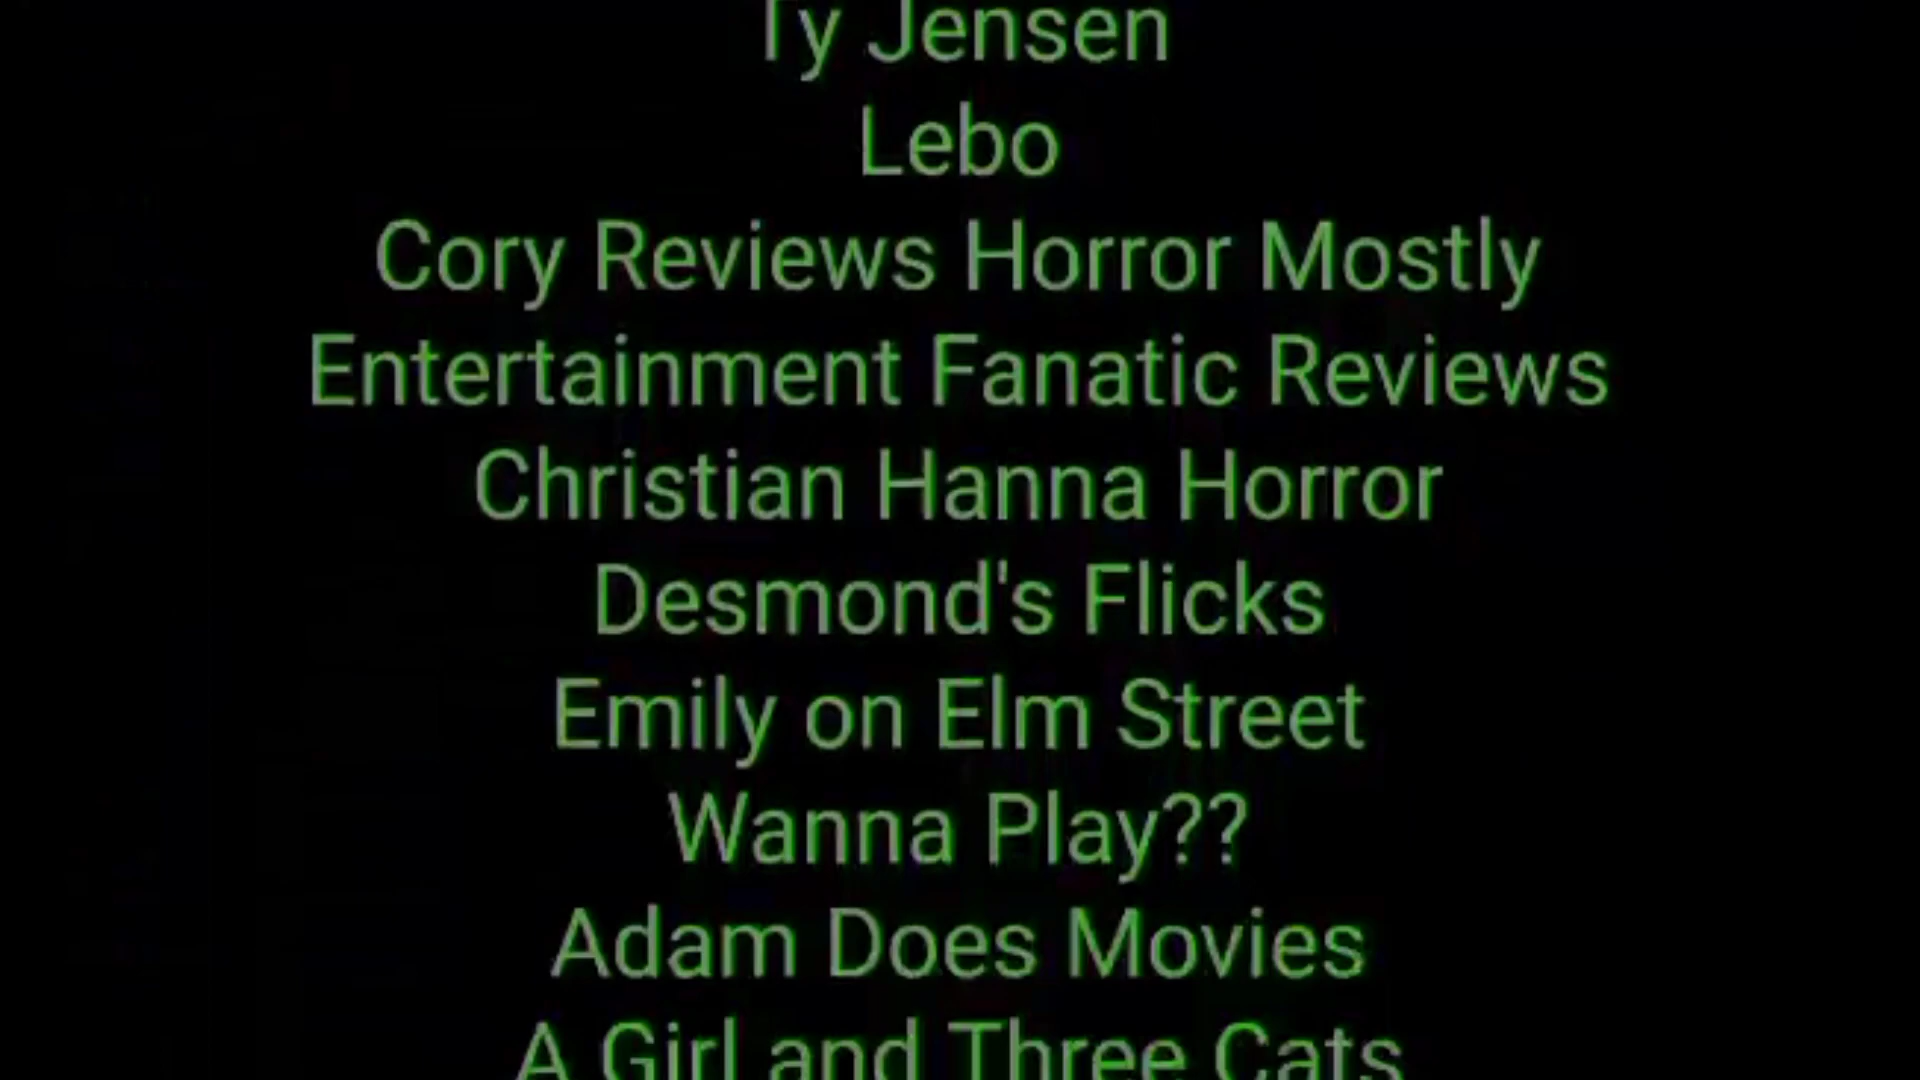 Ty Jensen
Lebo
Cory Reviews Horror Mostly
Entertainment Fanatic Reviews
Christian Hanna Horror
Desmond's Flicks
Emily on Elm Street
Wanna Play??
Adam Does Movies
A Girl and Three Cats